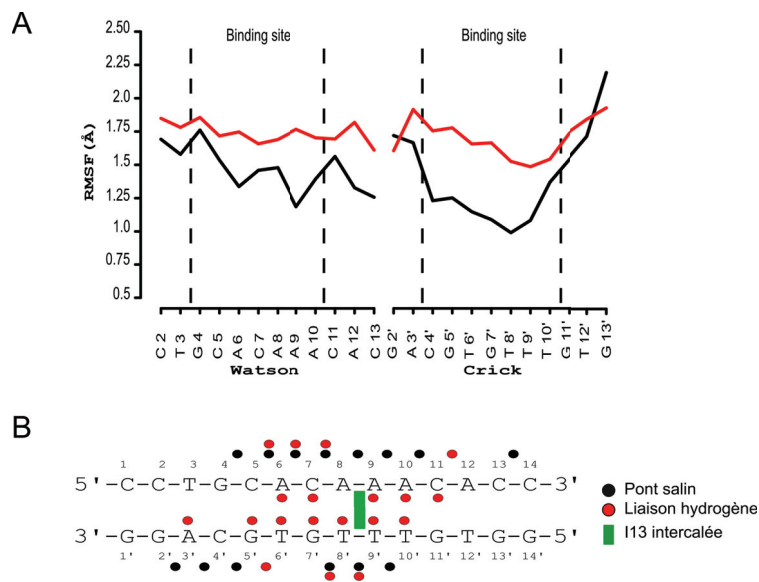 A
Binding site Binding site
RMSF(Å)
2.50
2.25
2.00
1.75
1.5
1.25
1.0
0.75
0.5
C 2 T 3 G 4 C 5 A 6 C 7 A 8 A 9 A 10 C 11 A 12 C 13 G 2' A 3' C 4' G 5' T 6' G 7' T 8' T 9' T 10' G 11' T 12' G 13'
Watson Crick
B
1 2 3 4 5 6 7 8 9 10 11 12 13 14
5'-C-C-T-G-C-A-C-A-A-A-C-A-C-C-3'
3'-G-G-A-C-G-T-G-T-T-T-G-T-G-G-5'
1' 2' 3' 4' 5' 6' 7' 8' 9' 10' 11' 12' 13' 14'
Pont salin
Liaison hydrogène
I13 intercalée